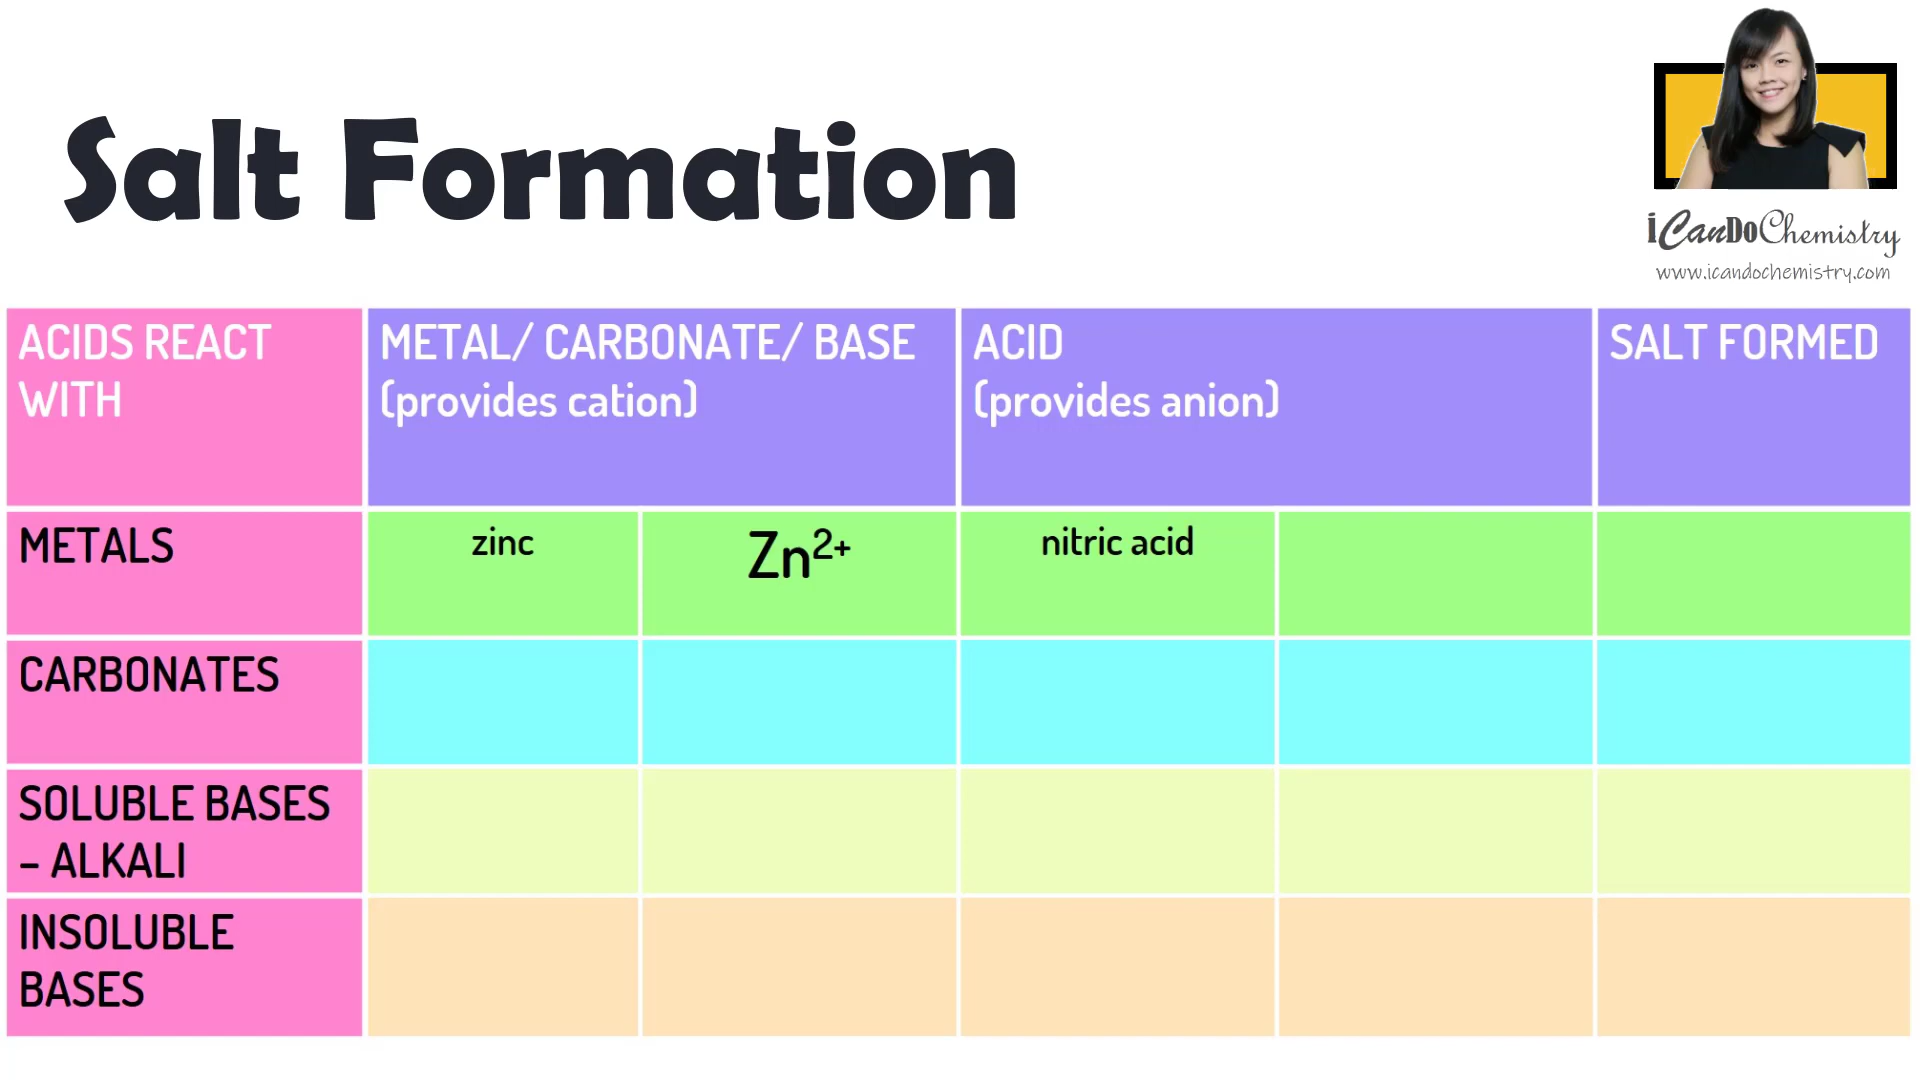 Salt Formation
iCanDoChemistry
www.icandochemistry.com
ACIDS REACT
WITH
METAL/ CARBONATE/ BASE
(provides cation)
ACID
(provides anion)
SALT FORMED
METALS
zinc
Zn²⁺
nitric acid
CARBONATES
SOLUBLE BASES
– ALKALI
INSOLUBLE
BASES